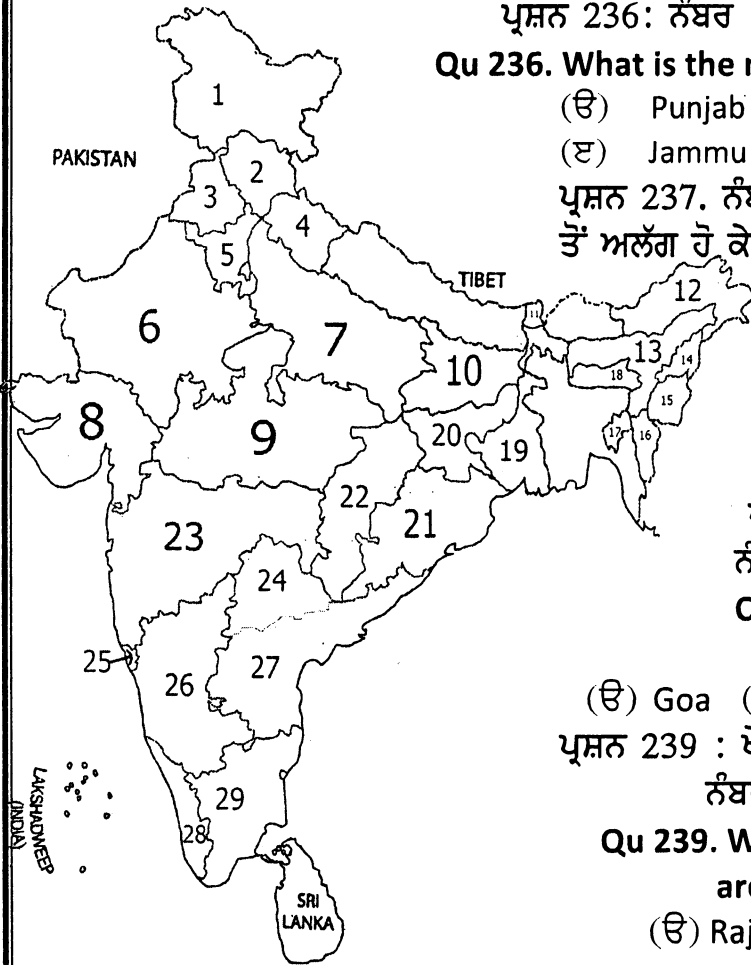 ਪ੍ਰਸ਼ਨ 236: ਨੰਬਰ
Qu 236. What is the
(ੳ) Punjab
(ੲ) Jammu
ਪ੍ਰਸ਼ਨ 237.
ਤੋਂ ਅਲੱਗ ਹੋ ਕੇ
1
PAKISTAN
2
3
4
5
TIBET
6
7
8
9
10
11
12
13
14
15
16
17
18
19
20
21
22
23
24
25
26
27
28
29
(ੳ) Goa
ਪ੍ਰਸ਼ਨ 239 :
Qu 239.
(ੳ)
LAKSHADWEEP
(INDIA)
SRI
LANKA